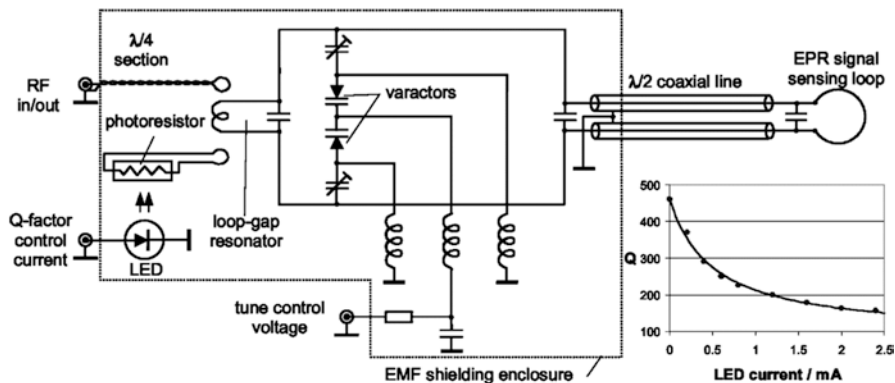 λ/4
section
RF
in/out
photoresistor
Q-factor
control
current
LED
loop-gap
resonator
varactors
tune control
voltage
EMF shielding enclosure
λ/2 coaxial line
EPR signal
sensing loop
500
400
300
200
100
Q
0
0.5
1
1.5
2
2.5
LED current / mA